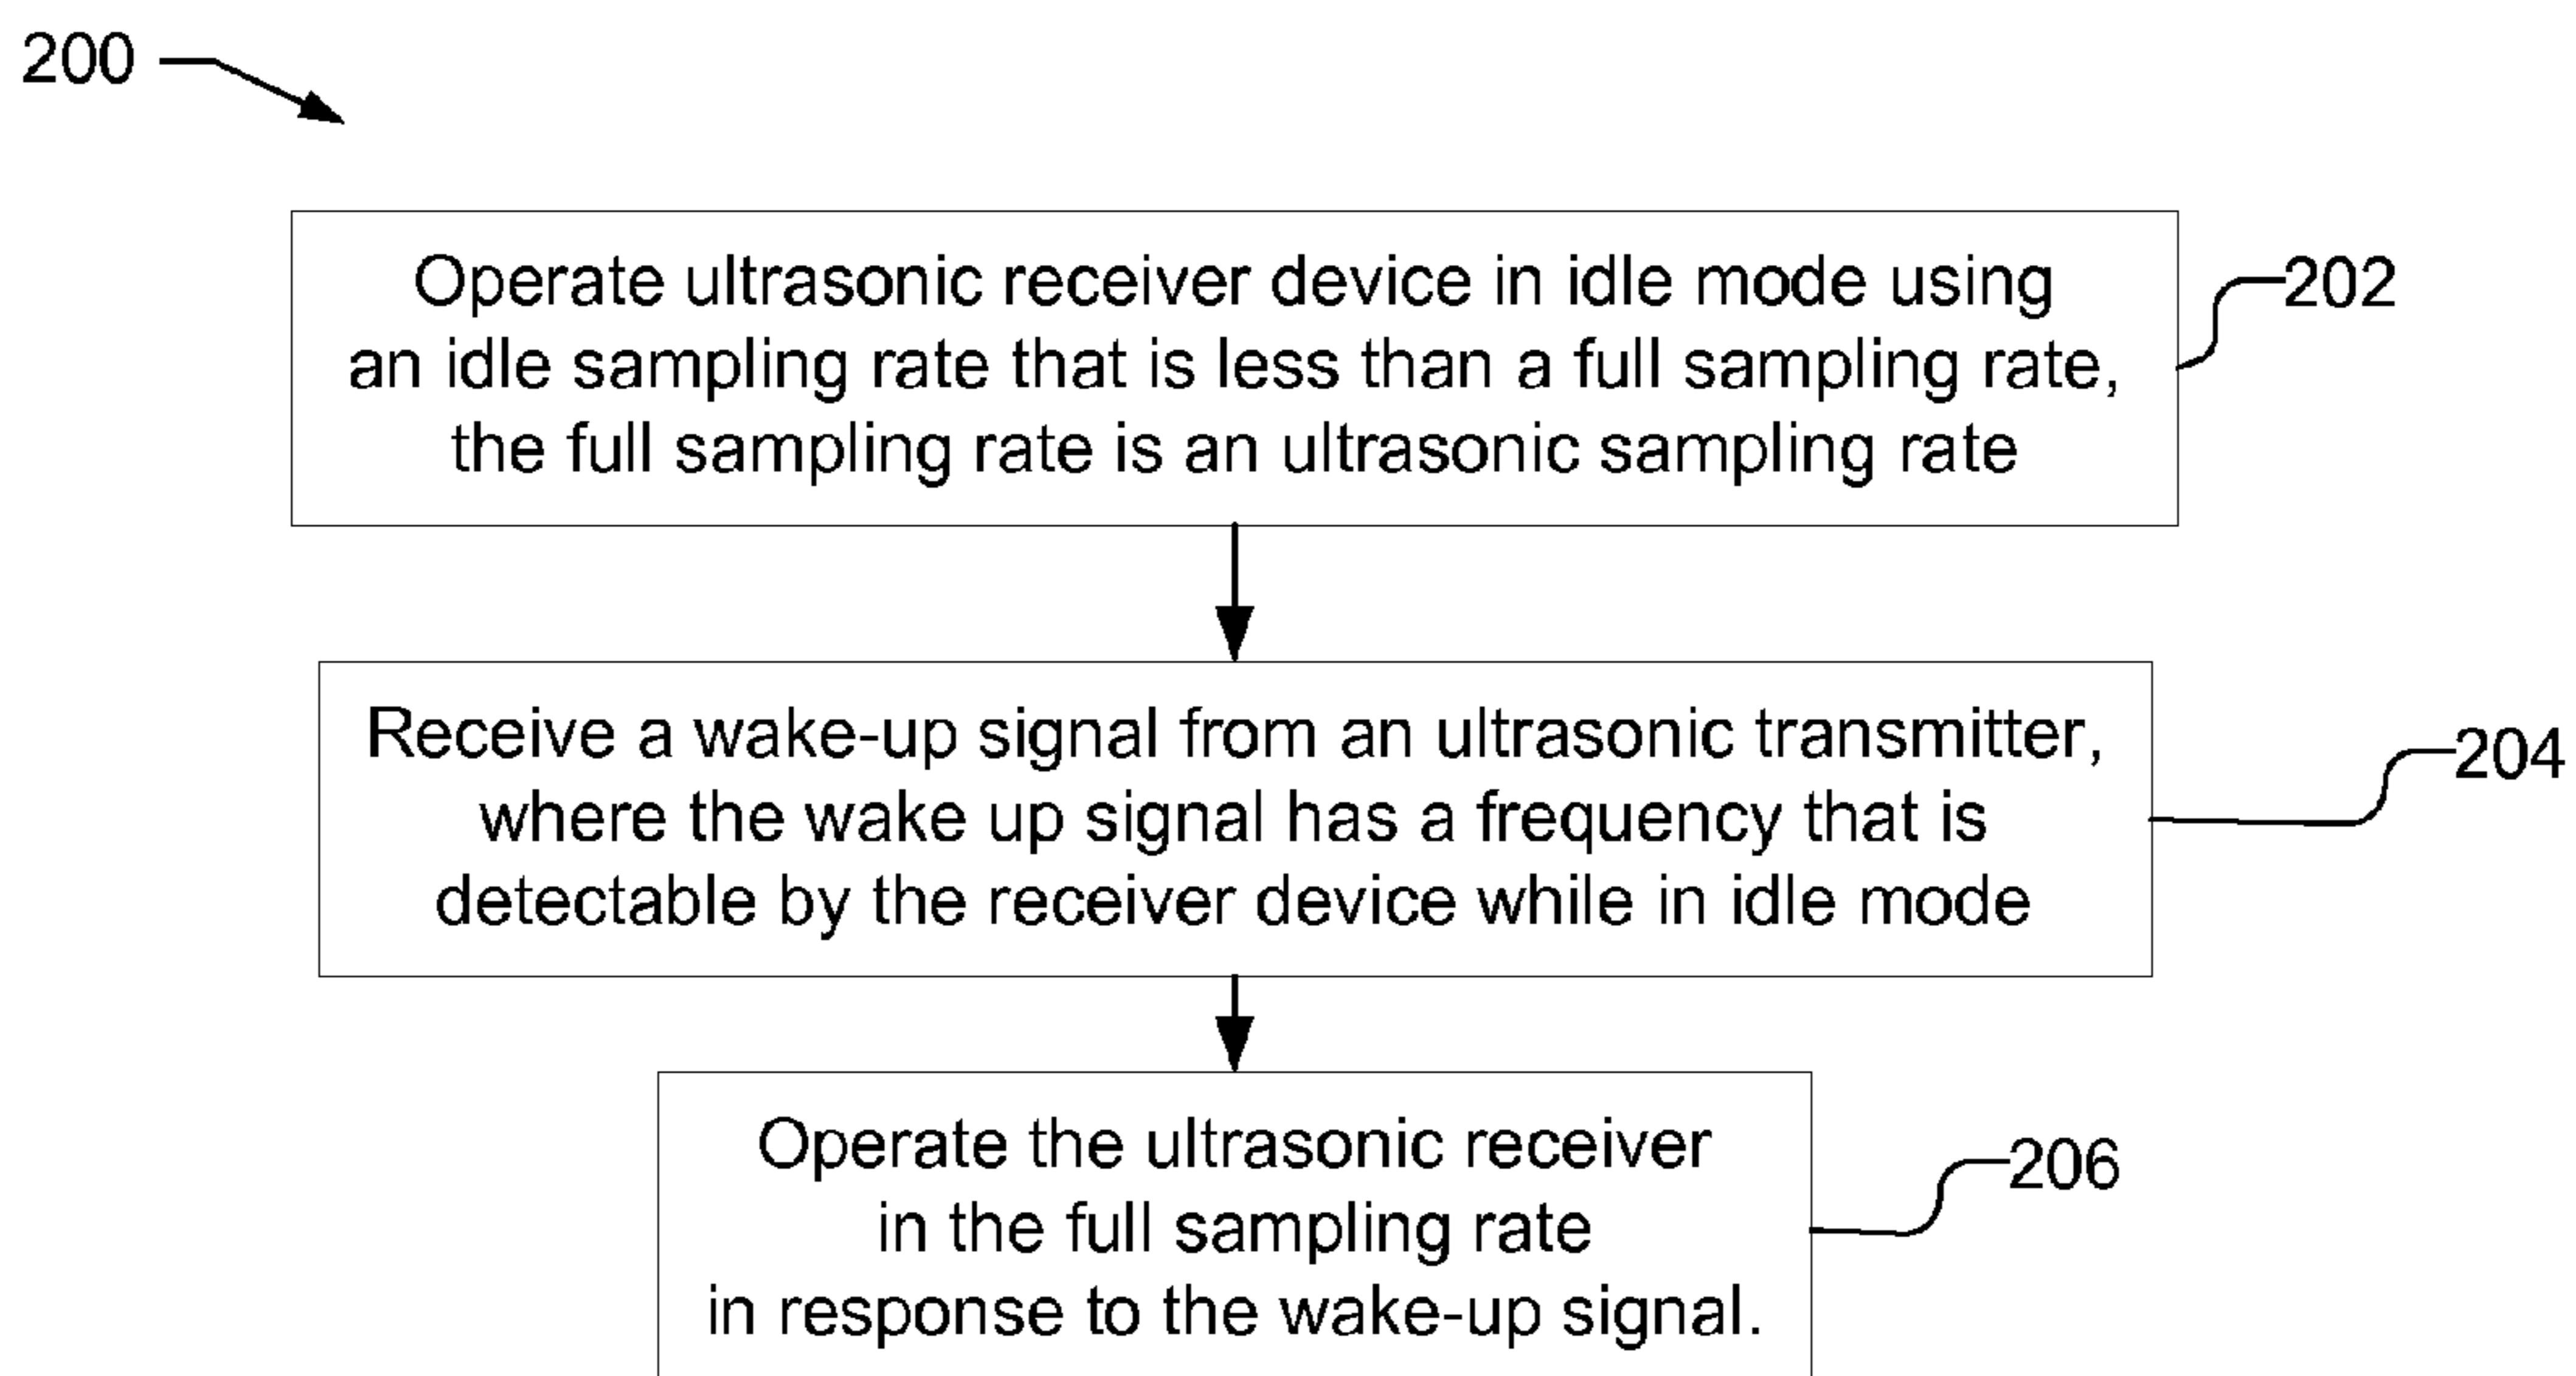 200
Operate ultrasonic receiver device in idle mode using
an idle sampling rate that is less than a full sampling rate,
the full sampling rate is an ultrasonic sampling rate
202
Receive a wake-up signal from an ultrasonic transmitter,
where the wake up signal has a frequency that is
detectable by the receiver device while in idle mode
204
Operate the ultrasonic receiver
in the full sampling rate
in response to the wake-up signal.
206